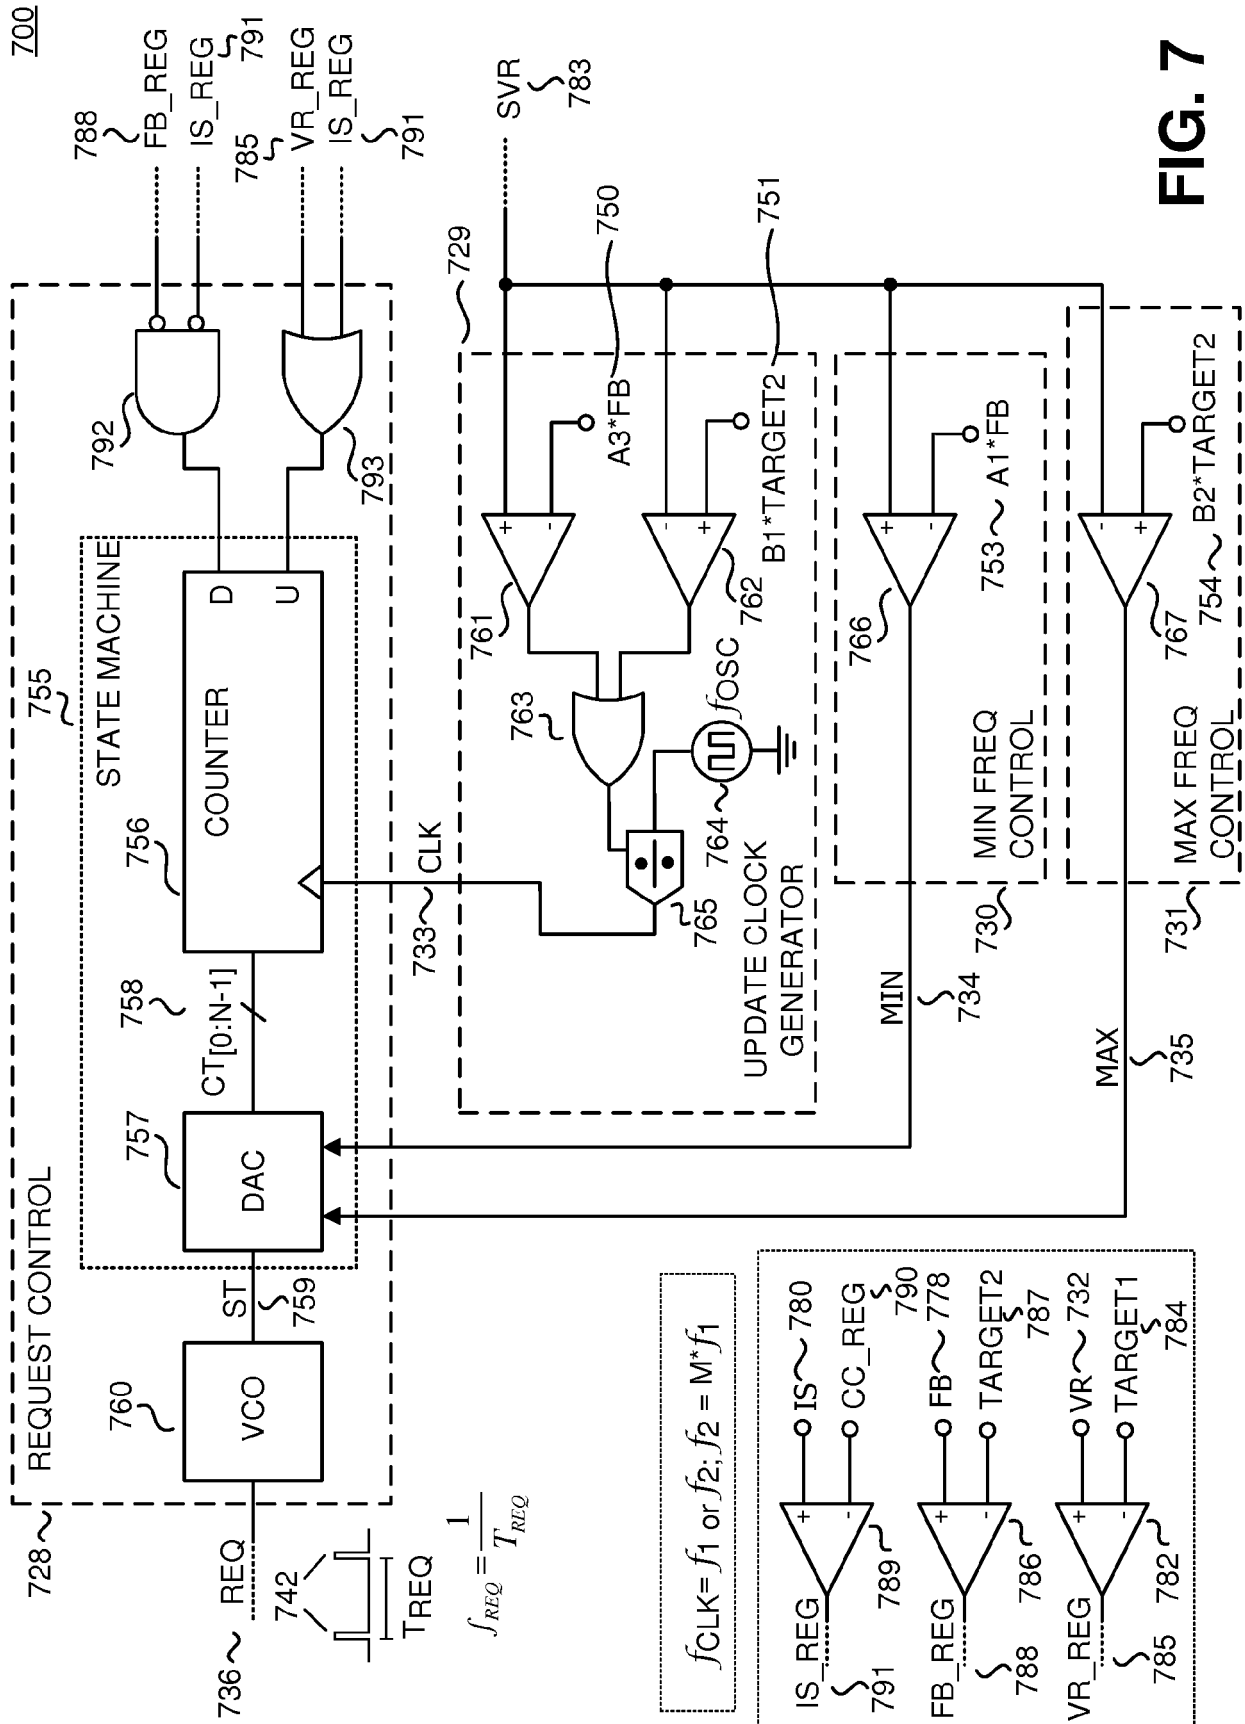 700
REQUEST CONTROL
728
755
STATE MACHINE
788
FB_REG
IS_REG
791
785
VR_REG
IS_REG
791
792
793
736
REQ
760
VCO
ST
759
757
DAC
758
CT[0:N-1]
756
COUNTER
D
U
742
TREQ
fREQ = 1 / TREQ
733
CLK
729
SVR
783
761
+
-
A3*FB
750
762
-
+
B1*TARGET2
751
763
764
fOSC
765
UPDATE CLOCK
GENERATOR
MIN
734
730
MIN FREQ
CONTROL
766
+
-
753
A1*FB
MAX
735
731
MAX FREQ
CONTROL
767
-
+
754
B2*TARGET2
fCLK= f1 or f2; f2 = M*f1
IS_REG
791
789
+
-
IS
780
CC_REG
790
FB_REG
788
786
+
-
FB
778
TARGET2
787
VR_REG
785
782
+
-
VR
732
TARGET1
784
FIG. 7